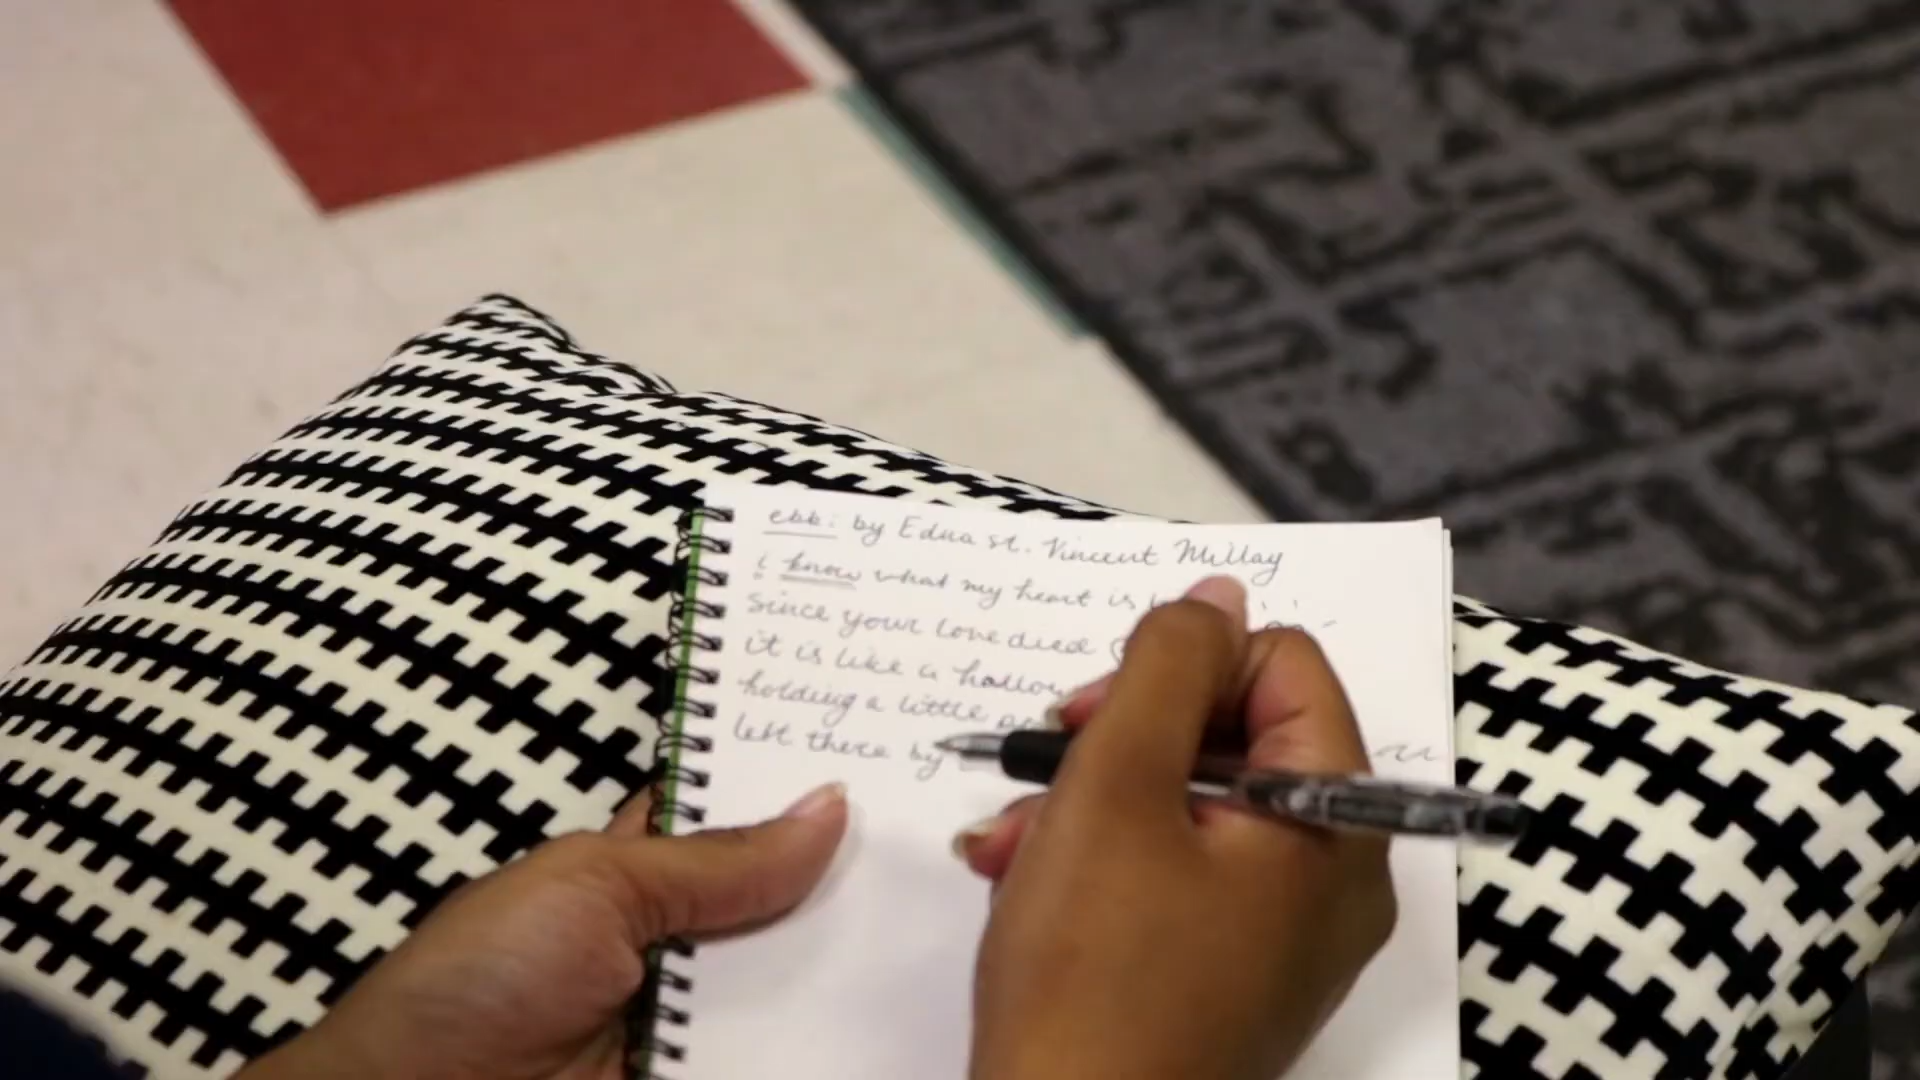 ebb: by Edna st. Vincent Millay
i know what my heart is
since your love died
it is like a hallow
holding a little
left there by